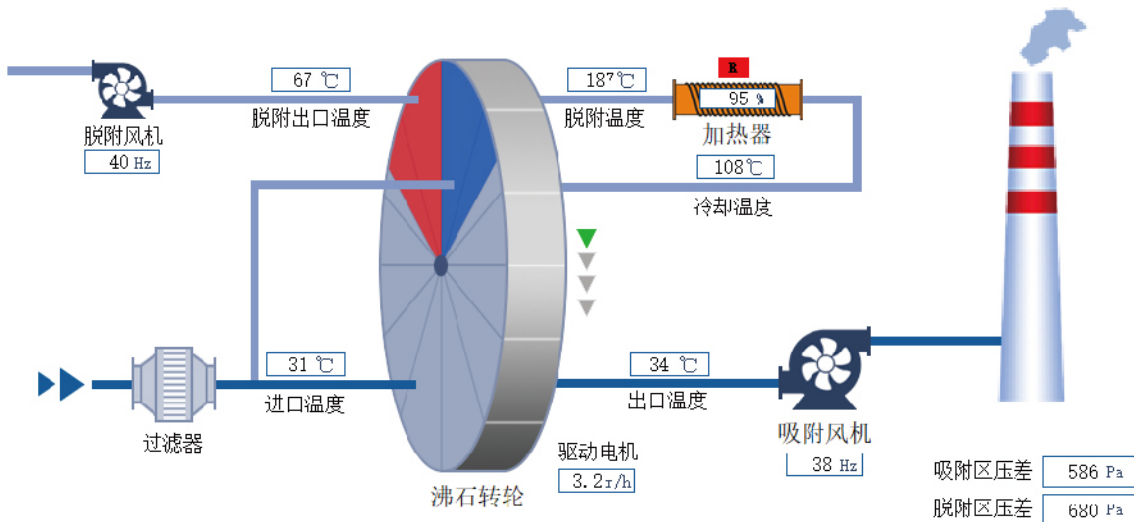 67 ℃
脱附出口温度
脱附风机
40 Hz
187℃
脱附温度
R
95 %
加热器
108℃
冷却温度
31 ℃
进口温度
过滤器
34 ℃
出口温度
吸附风机
38 Hz
驱动电机
3.2r/h
沸石转轮
吸附区压差 586 Pa
脱附区压差 680 Pa